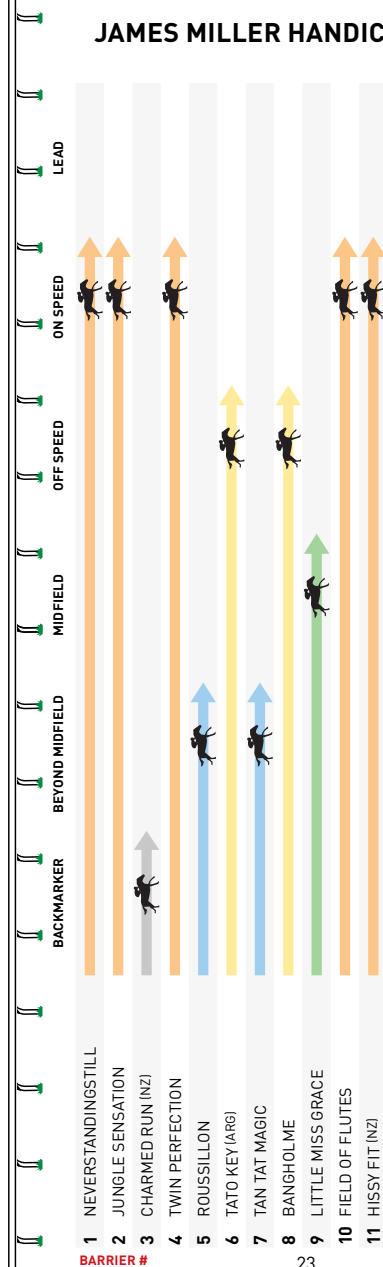 JAMES MILLER HANDIC
LEAD
ON SPEED
OFF SPEED
MIDFIELD
BEYOND MIDFIELD
BACKMARKER
1 NEVERSTANDINGSTILL
2 JUNGLE SENSATION
3 CHARMED RUN (NZ)
4 TWIN PERFECTION
5 ROUSSILLON
6 TATO KEY (ARG)
7 TAN TAT MAGIC
8 BANGHOLME
9 LITTLE MISS GRACE
10 FIELD OF FLUTES
11 HISSY FIT (NZ)
BARRIER #
23